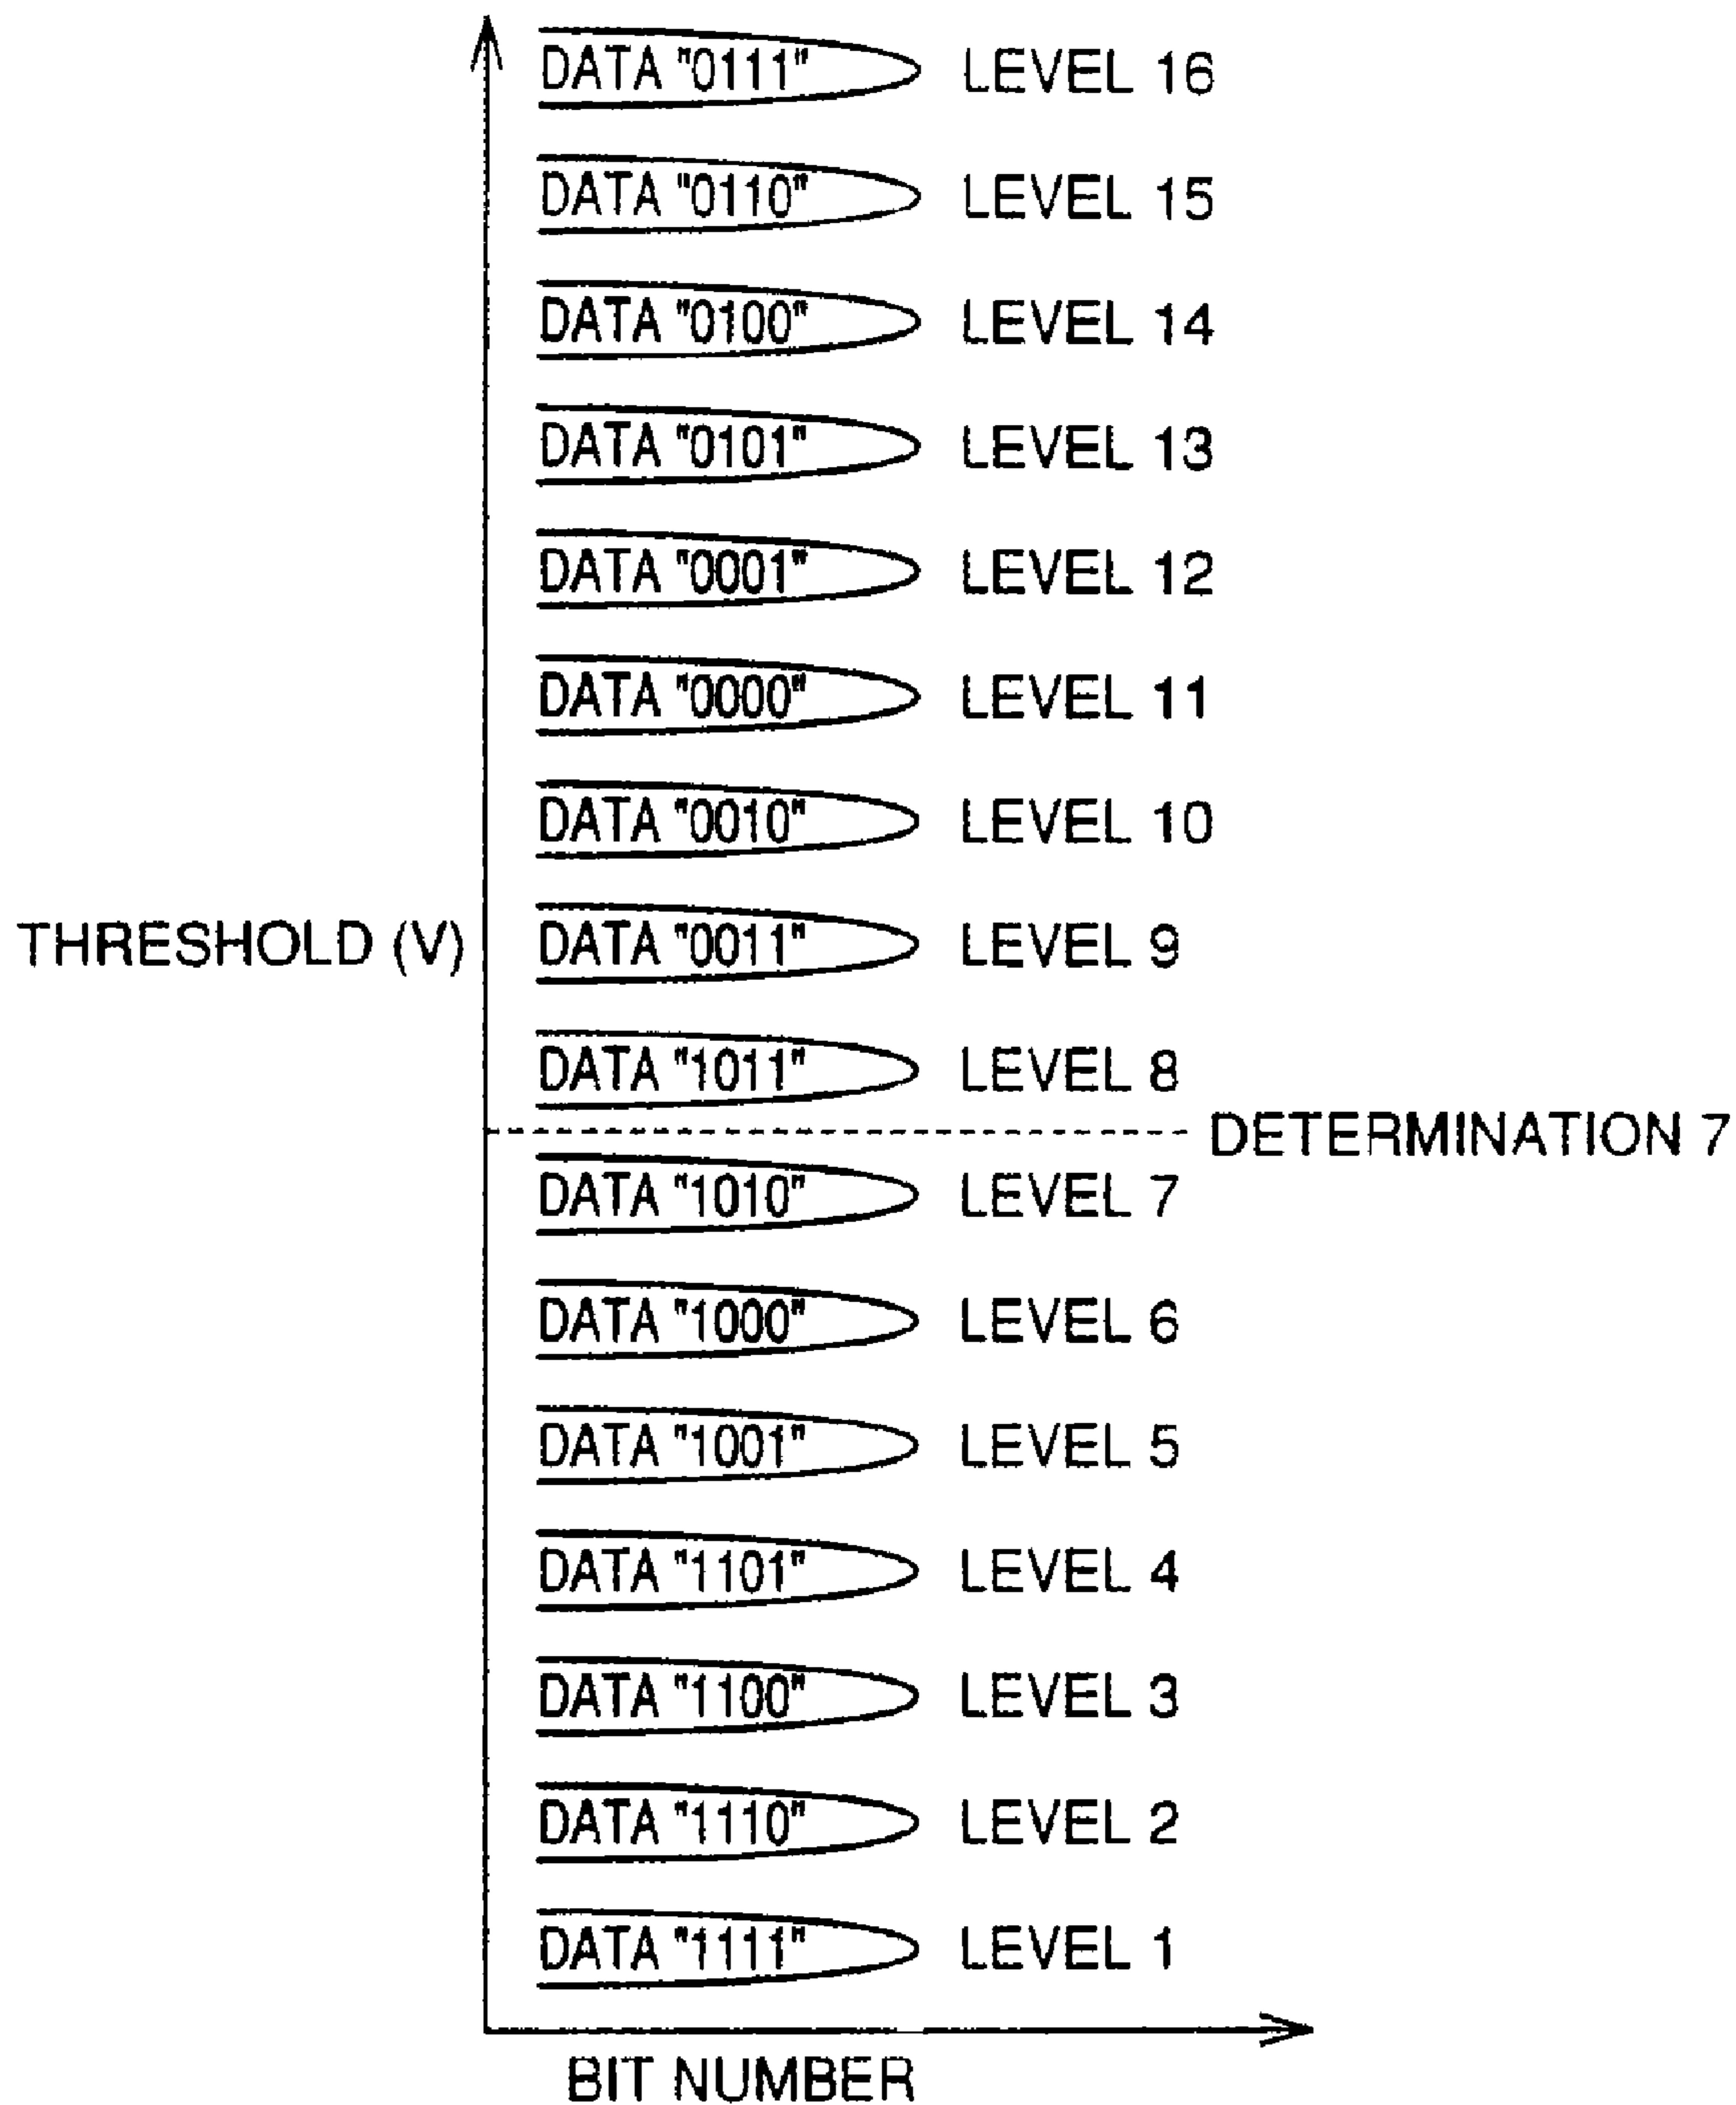 DATA "0111" LEVEL 16
DATA "0110" LEVEL 15
DATA "0100" LEVEL 14
DATA "0101" LEVEL 13
DATA "0001" LEVEL 12
DATA "0000" LEVEL 11
DATA "0010" LEVEL 10
THRESHOLD (V) DATA "0011" LEVEL 9
DATA "1011" LEVEL 8
DETERMINATION 7
DATA "1010" LEVEL 7
DATA "1000" LEVEL 6
DATA "1001" LEVEL 5
DATA "1101" LEVEL 4
DATA "1100" LEVEL 3
DATA "1110" LEVEL 2
DATA "1111" LEVEL 1
BIT NUMBER